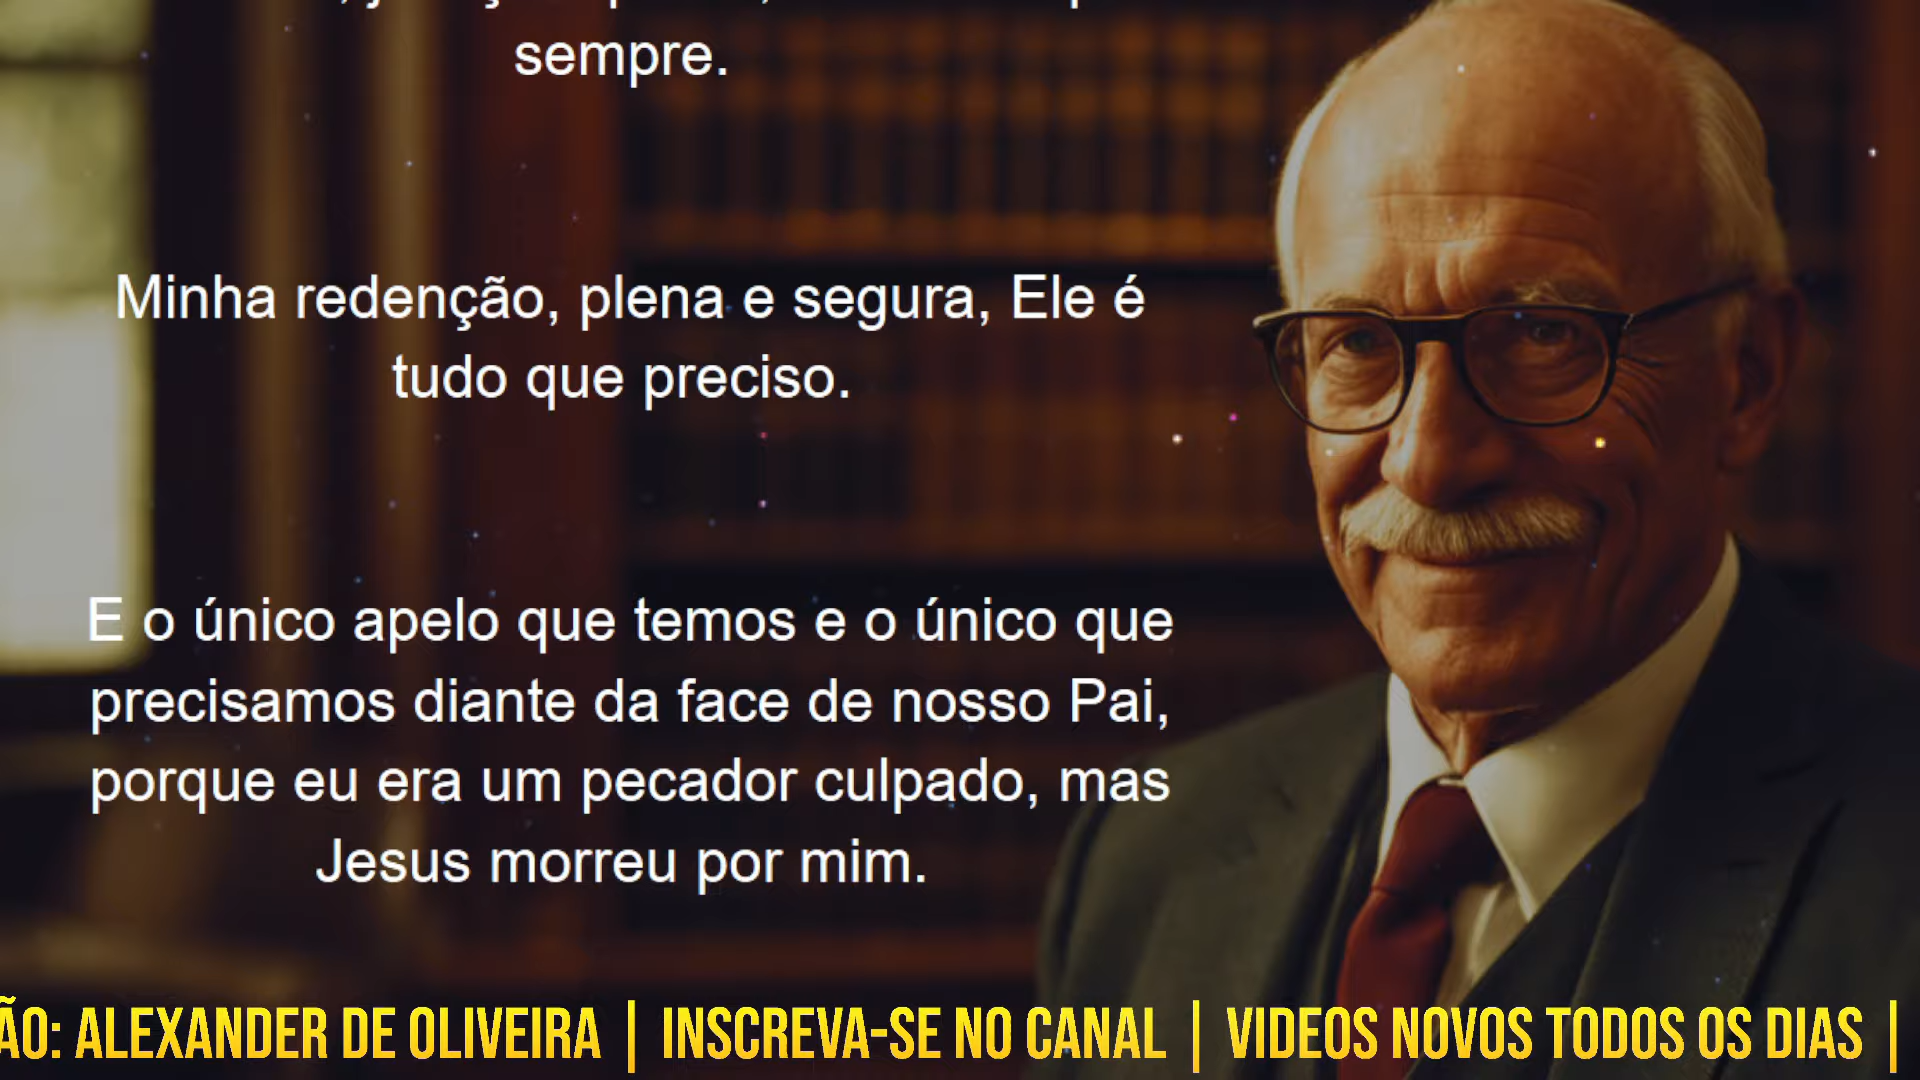 sempre.
Minha redenção, plena e segura, Ele é
tudo que preciso.
E o único apelo que temos e o único que
precisamos diante da face de nosso Pai,
porque eu era um pecador culpado, mas
Jesus morreu por mim.
ÃO: ALEXANDER DE OLIVEIRA | INSCREVA-SE NO CANAL | VIDEOS NOVOS TODOS OS DIAS |